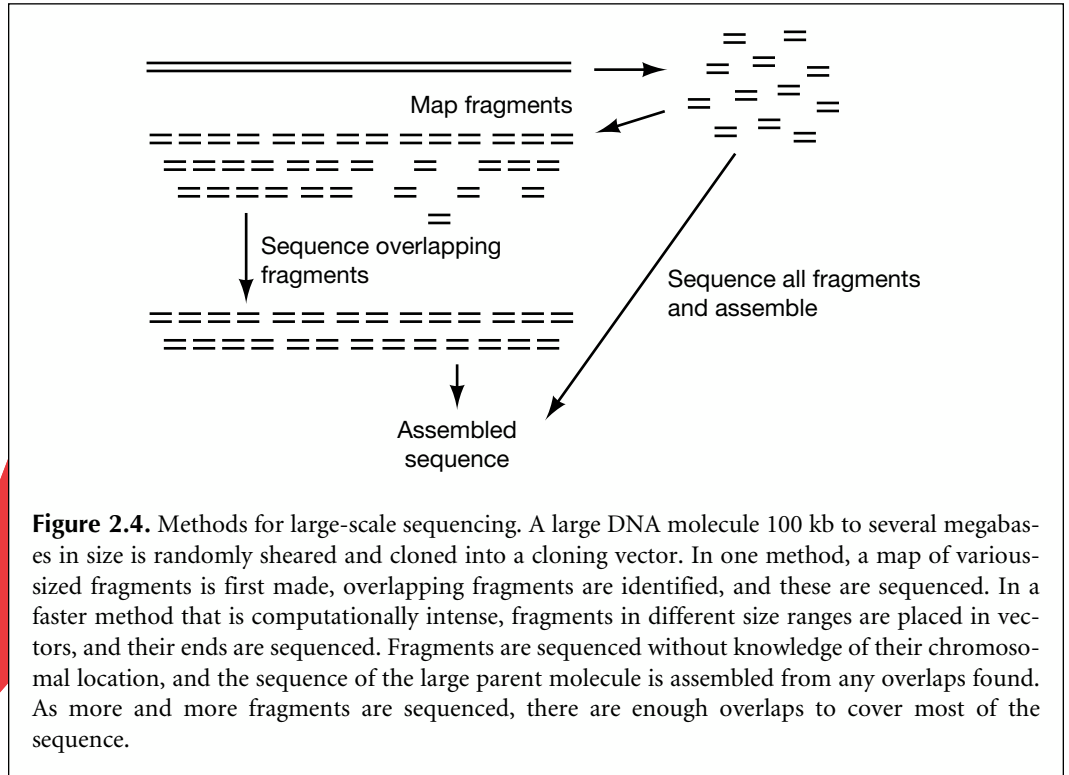 Map fragments
Sequence overlapping
fragments
Sequence all fragments
and assemble
Assembled
sequence
Figure 2.4. Methods for large-scale sequencing. A large DNA molecule 100 kb to several megabas-
es in size is randomly sheared and cloned into a cloning vector. In one method, a map of various-
sized fragments is first made, overlapping fragments are identified, and these are sequenced. In a
faster method that is computationally intense, fragments in different size ranges are placed in vec-
tors, and their ends are sequenced. Fragments are sequenced without knowledge of their chromoso-
mal location, and the sequence of the large parent molecule is assembled from any overlaps found.
As more and more fragments are sequenced, there are enough overlaps to cover most of the
sequence.